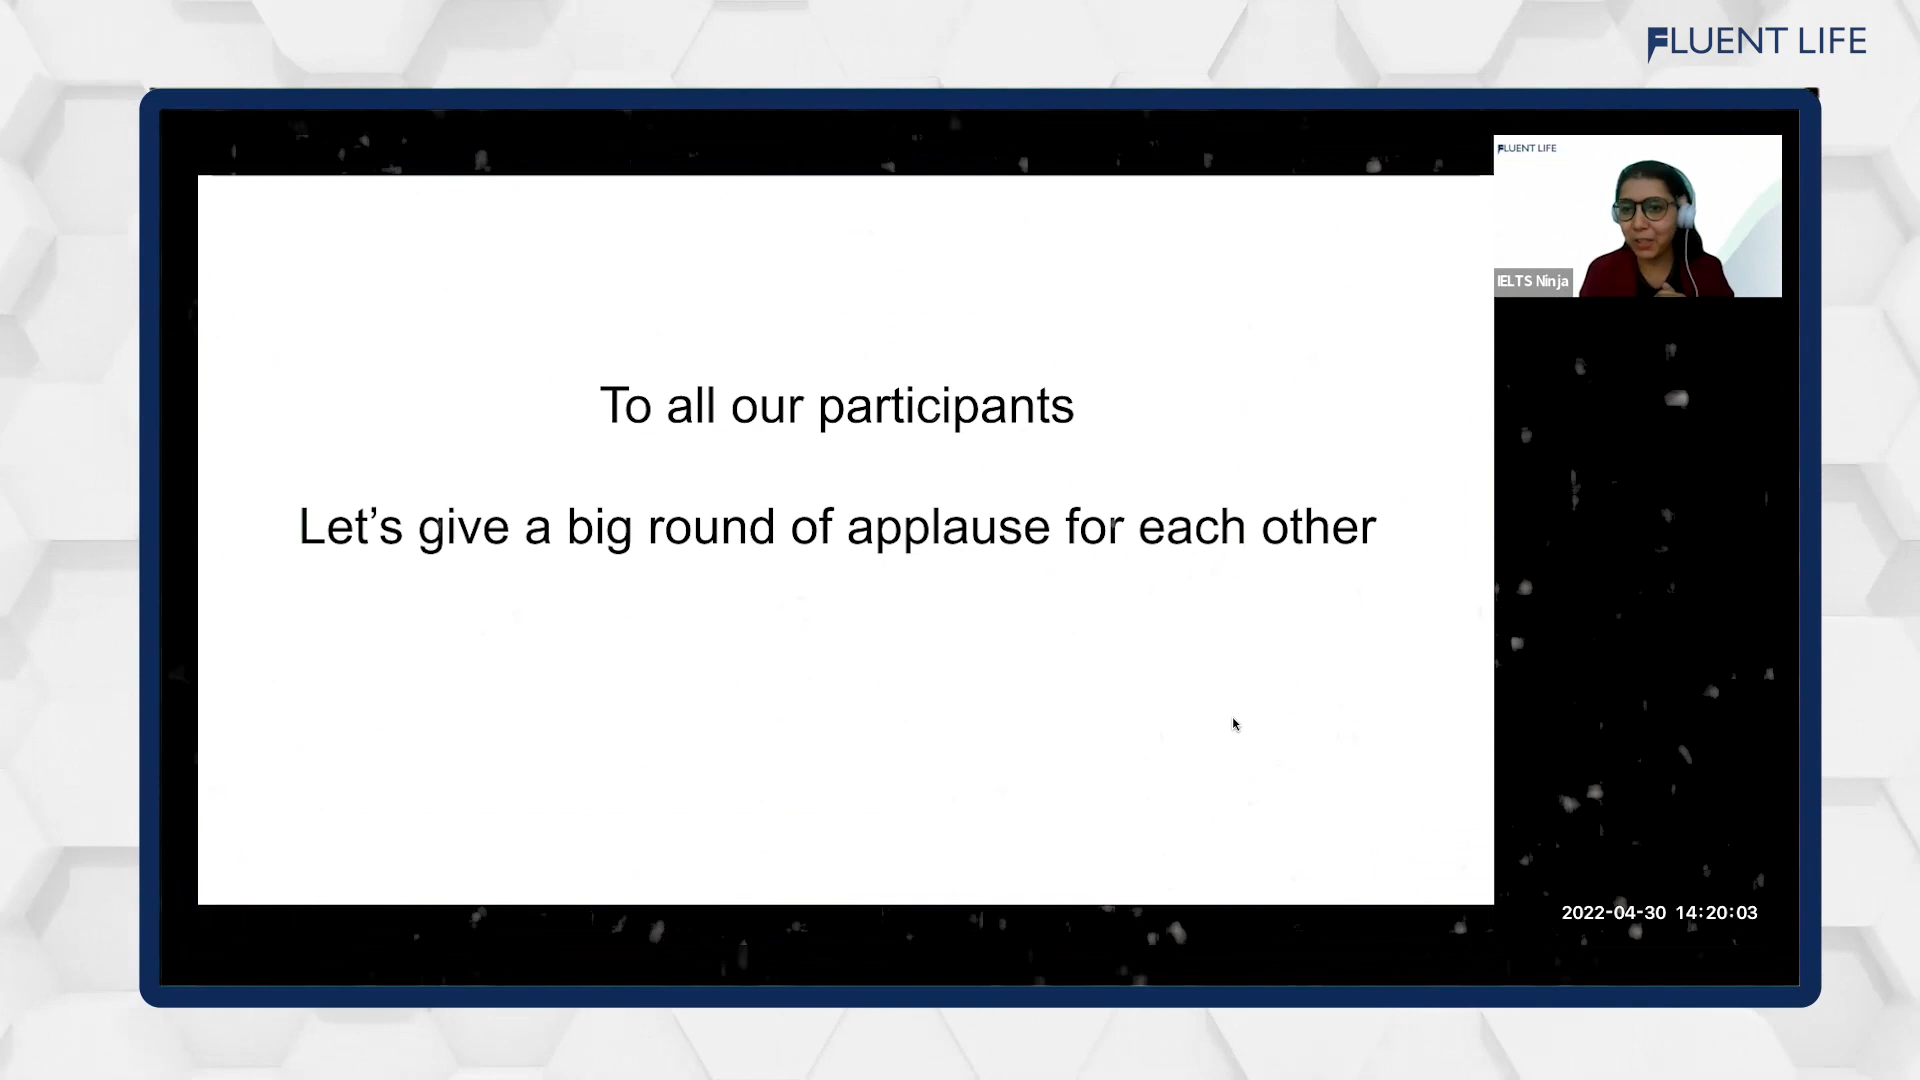 FLUENT LIFE
FLUENT LIFE
IELTS Ninja
To all our participants
Let’s give a big round of applause for each other
2022-04-30 14:20:03